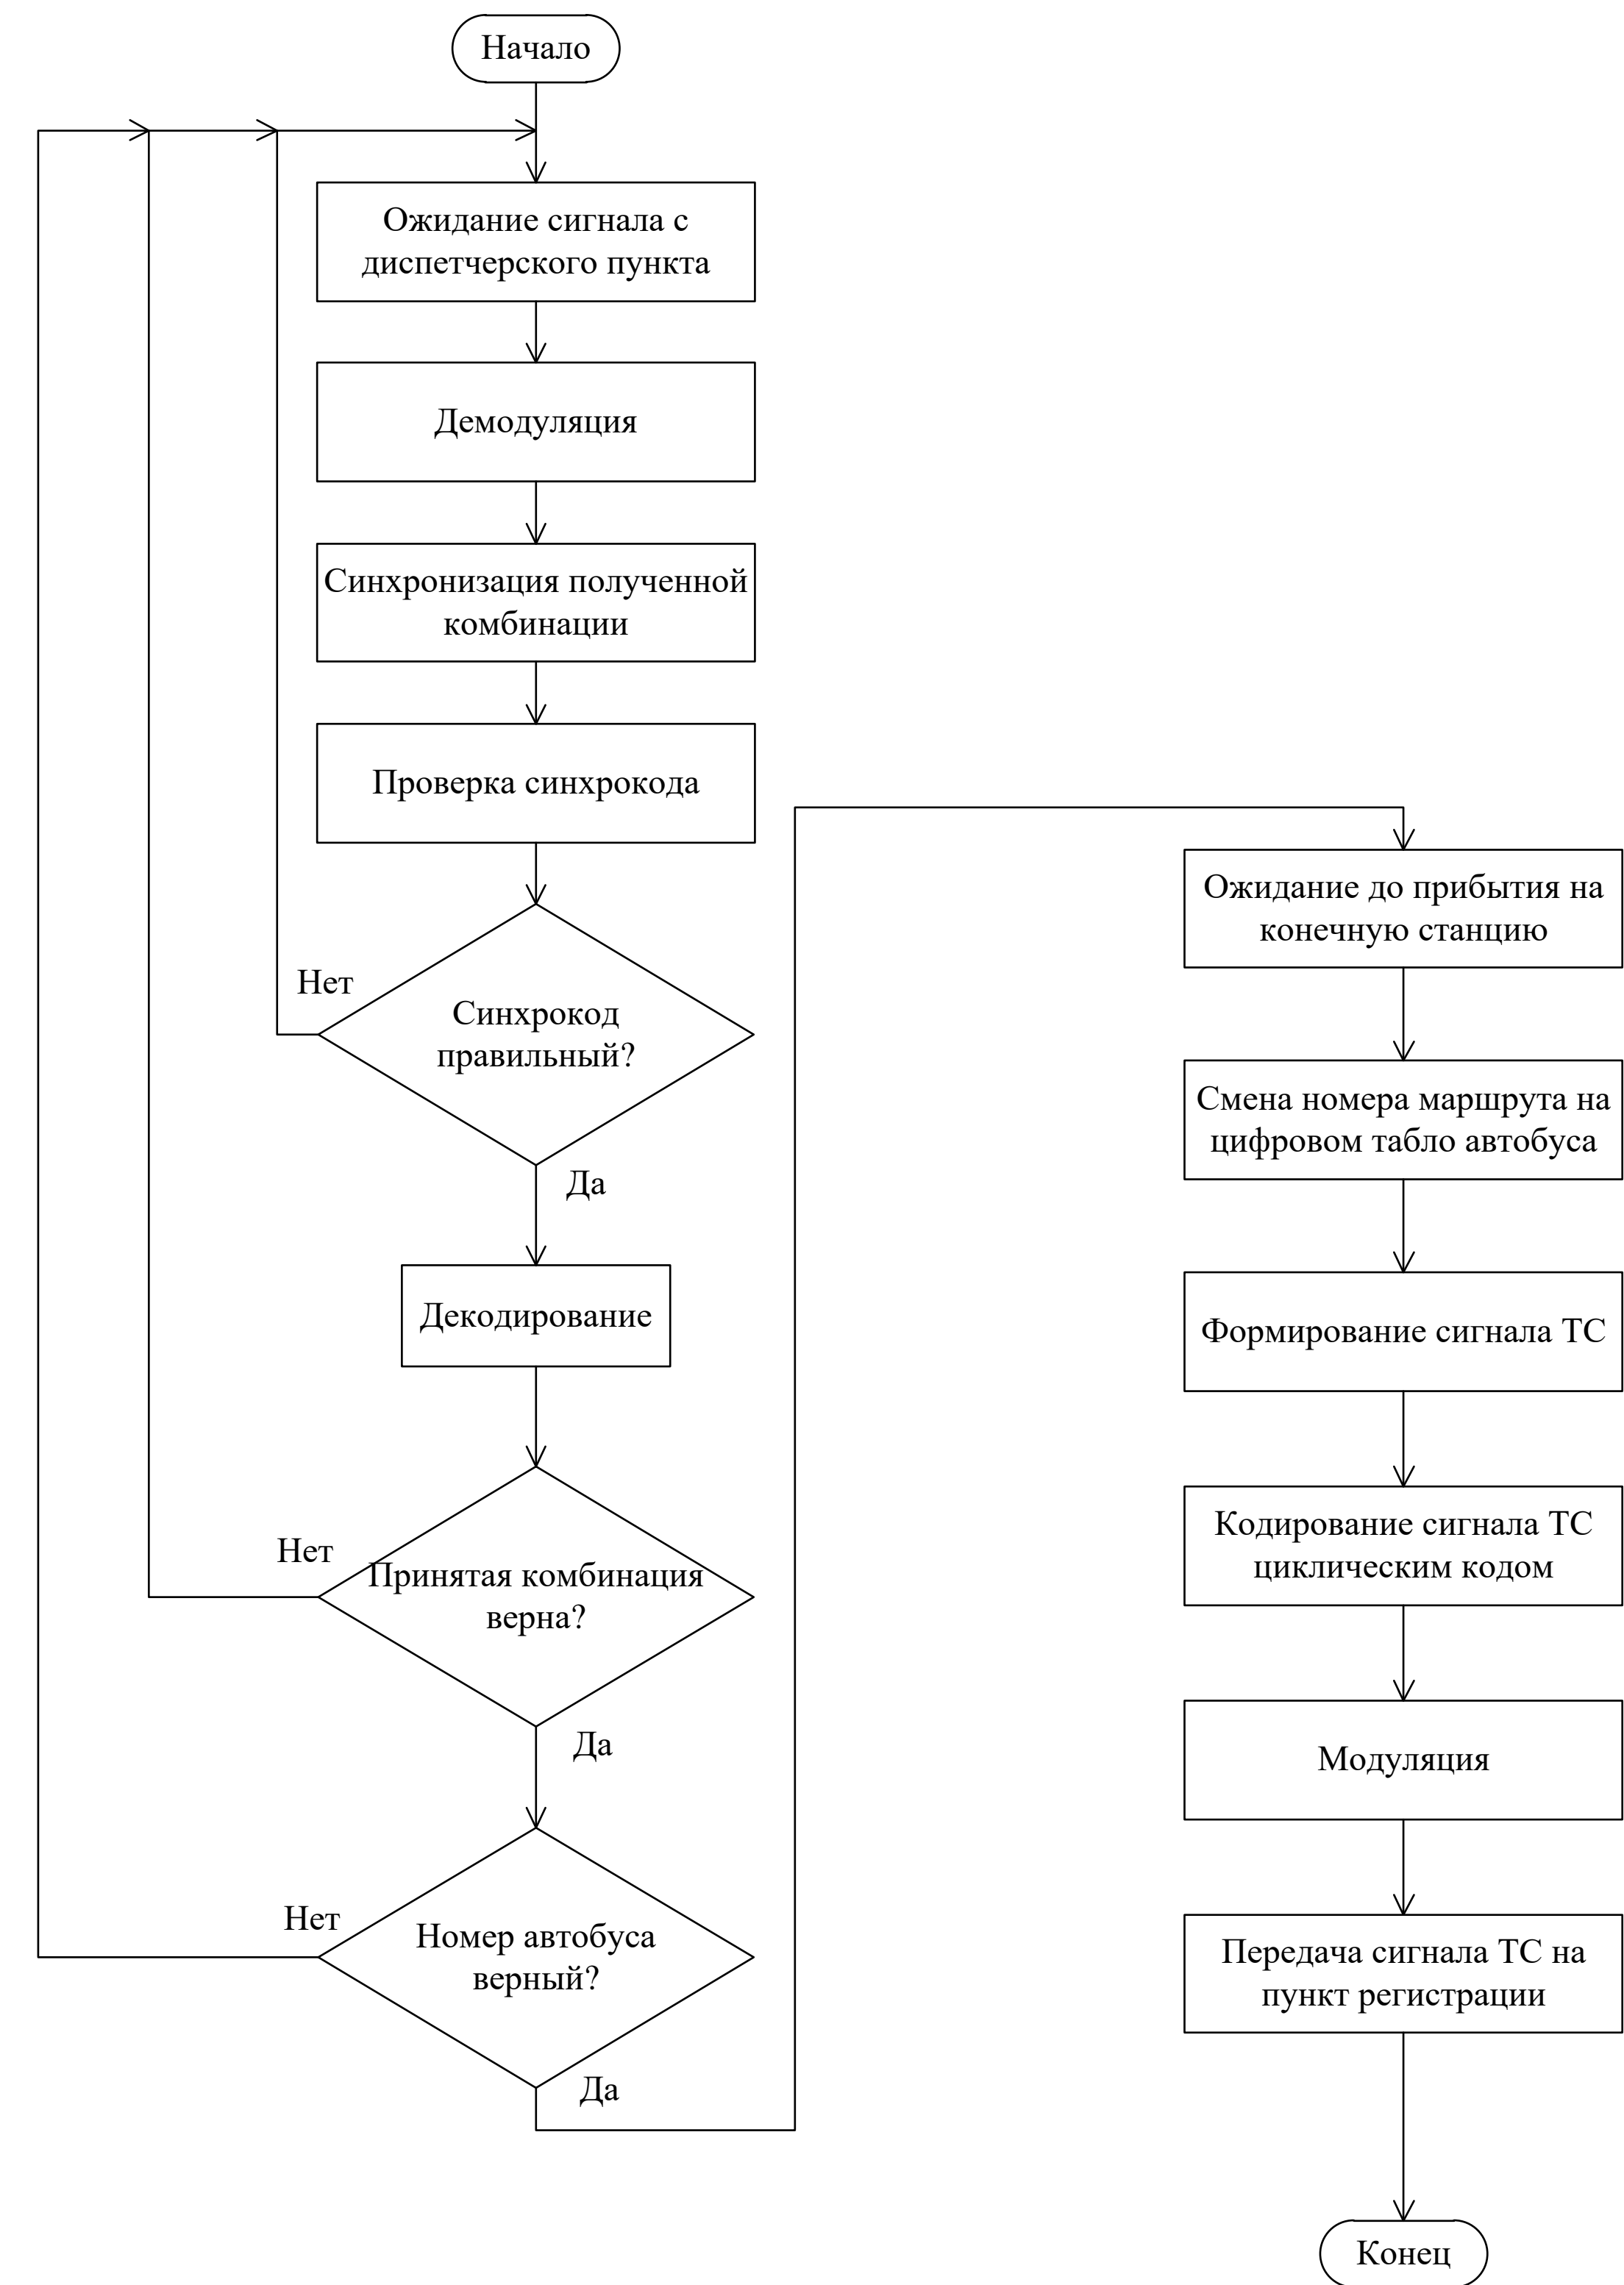 Начало
Ожидание сигнала с
диспетчерского пункта
Демодуляция
Синхронизация полученной
комбинации
Проверка синхрокода
Нет
Синхрокод
правильный?
Да
Декодирование
Нет
Принятая комбинация
верна?
Да
Нет
Номер автобуса
верный?
Да
Ожидание до прибытия на
конечную станцию
Смена номера маршрута на
цифровом табло автобуса
Формирование сигнала ТС
Кодирование сигнала ТС
циклическим кодом
Модуляция
Передача сигнала ТС на
пункт регистрации
Конец